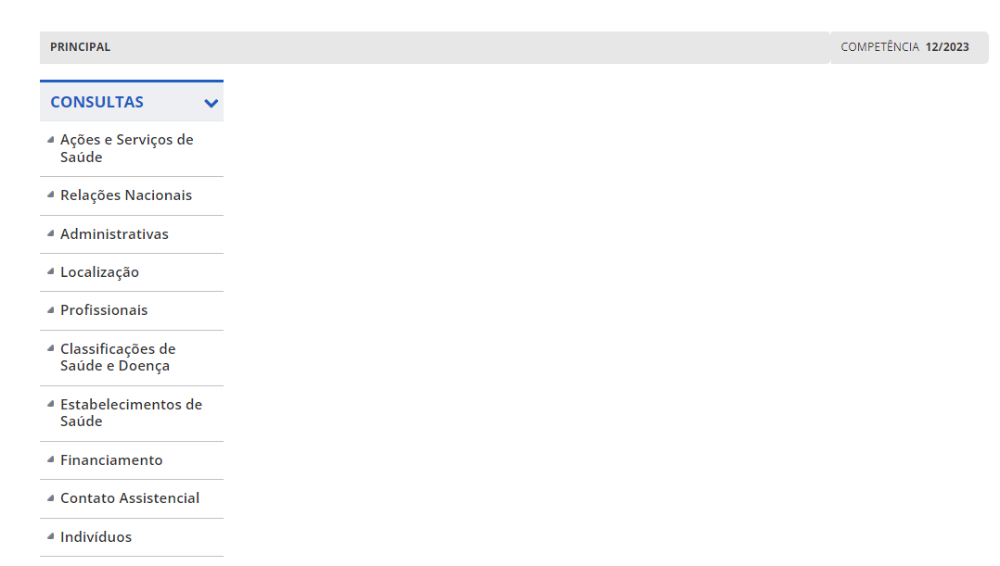 PRINCIPAL
COMPETÊNCIA 12/2023
CONSULTAS
Ações e Serviços de
Saúde
Relações Nacionais
Administrativas
Localização
Profissionais
Classificações de
Saúde e Doença
Estabelecimentos de
Saúde
Financiamento
Contato Assistencial
Indivíduos